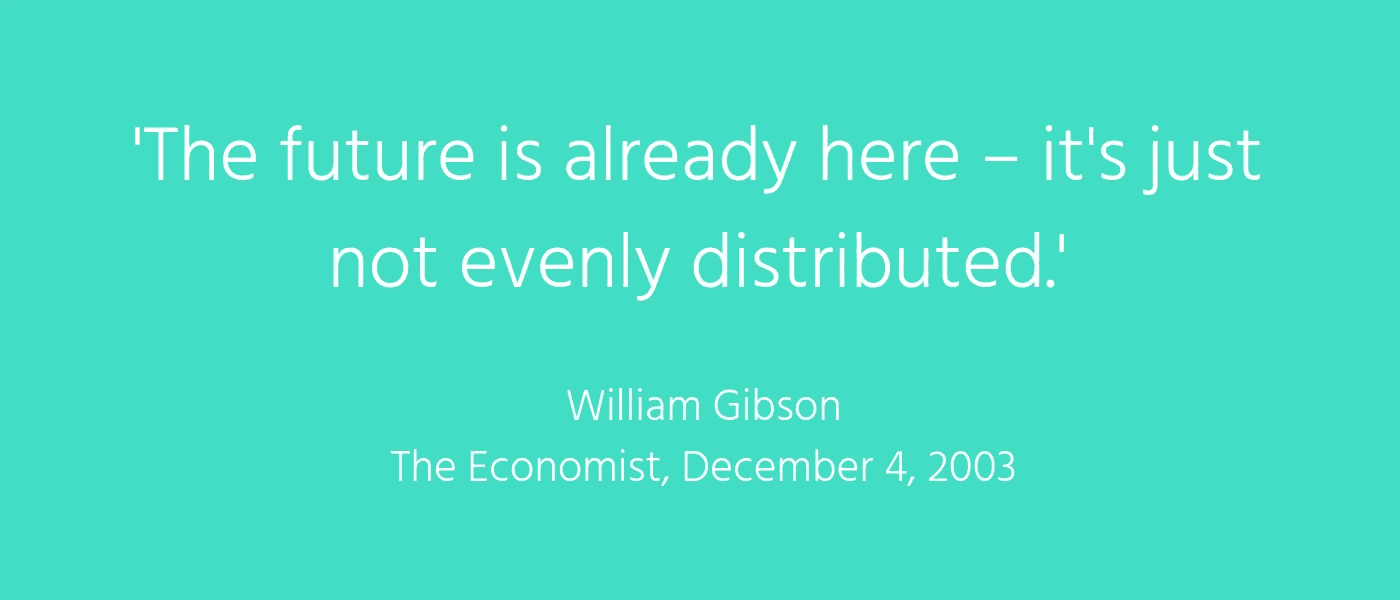 'The future is already here – it's just
not evenly distributed.'
William Gibson
The Economist, December 4, 2003